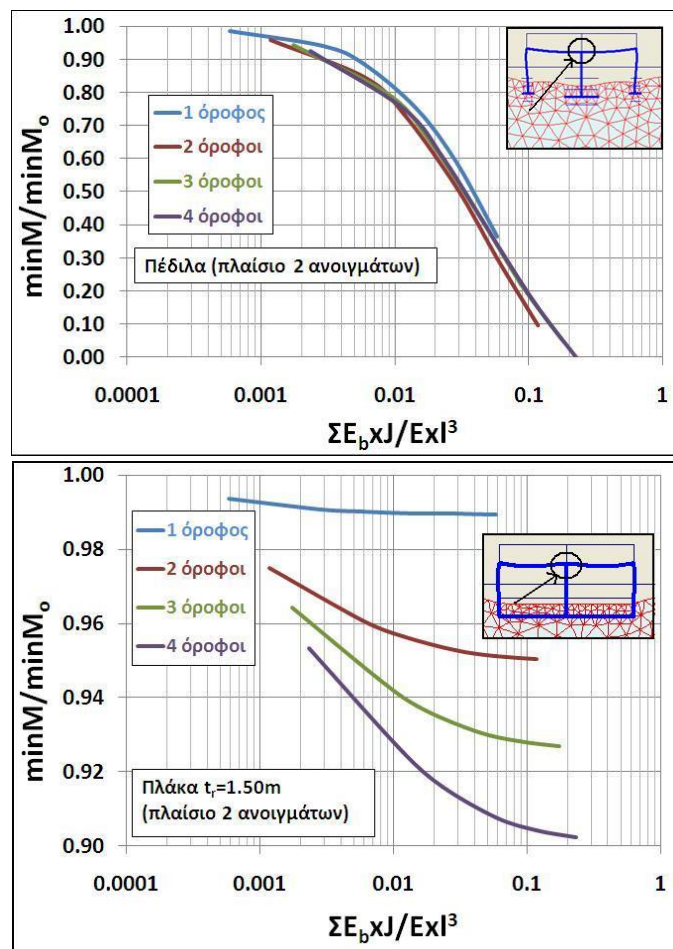 1.00
0.90
0.80
0.70
0.60
0.50
0.40
0.30
0.20
0.10
0.00
minM/minMₒ
1 όροφος
2 όροφοι
3 όροφοι
4 όροφοι
Πέδιλα (πλαίσιο 2 ανοιγμάτων)
0.0001 0.001 0.01 0.1 1
ΣE_bxJ/Exl³
1.00
0.98
0.96
0.94
0.92
0.90
minM/minMₒ
1 όροφος
2 όροφοι
3 όροφοι
4 όροφοι
Πλάκα t_r=1.50m
(πλαίσιο 2 ανοιγμάτων)
0.0001 0.001 0.01 0.1 1
ΣE_bxJ/Exl³